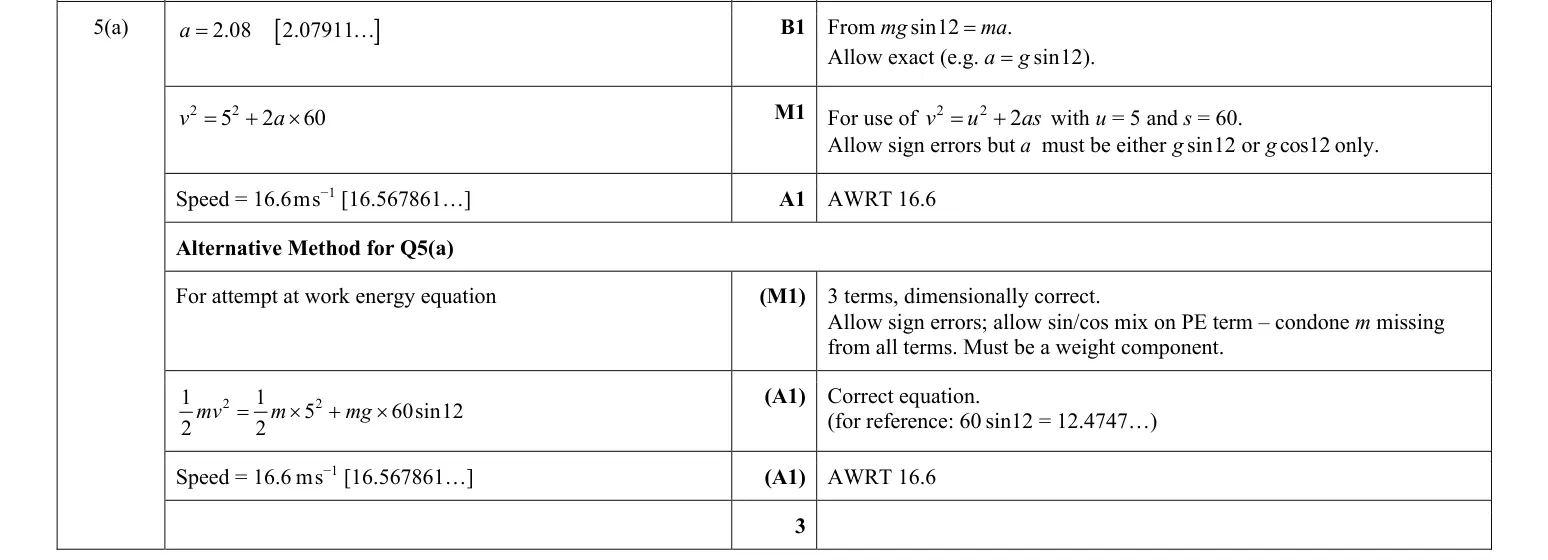 5(a)
a = 2.08 [2.07911…]
B1
From mg sin12 = ma.
Allow exact (e.g. a = g sin12).
v² = 5² + 2a × 60
M1
For use of v² = u² + 2as with u = 5 and s = 60.
Allow sign errors but a must be either g sin12 or g cos12 only.
Speed = 16.6 m s⁻¹ [16.567861…]
A1
AWRT 16.6
Alternative Method for Q5(a)
For attempt at work energy equation
(M1)
3 terms, dimensionally correct.
Allow sign errors; allow sin/cos mix on PE term – condone m missing
from all terms. Must be a weight component.
1/2 mv² = 1/2 m × 5² + mg × 60 sin12
(A1)
Correct equation.
(for reference: 60 sin12 = 12.4747…)
Speed = 16.6 m s⁻¹ [16.567861…]
(A1)
AWRT 16.6
3